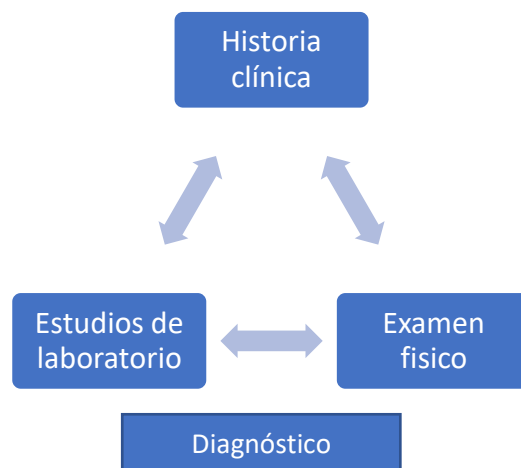 Historia
clínica
Estudios de
laboratorio
Examen
fisico
Diagnóstico